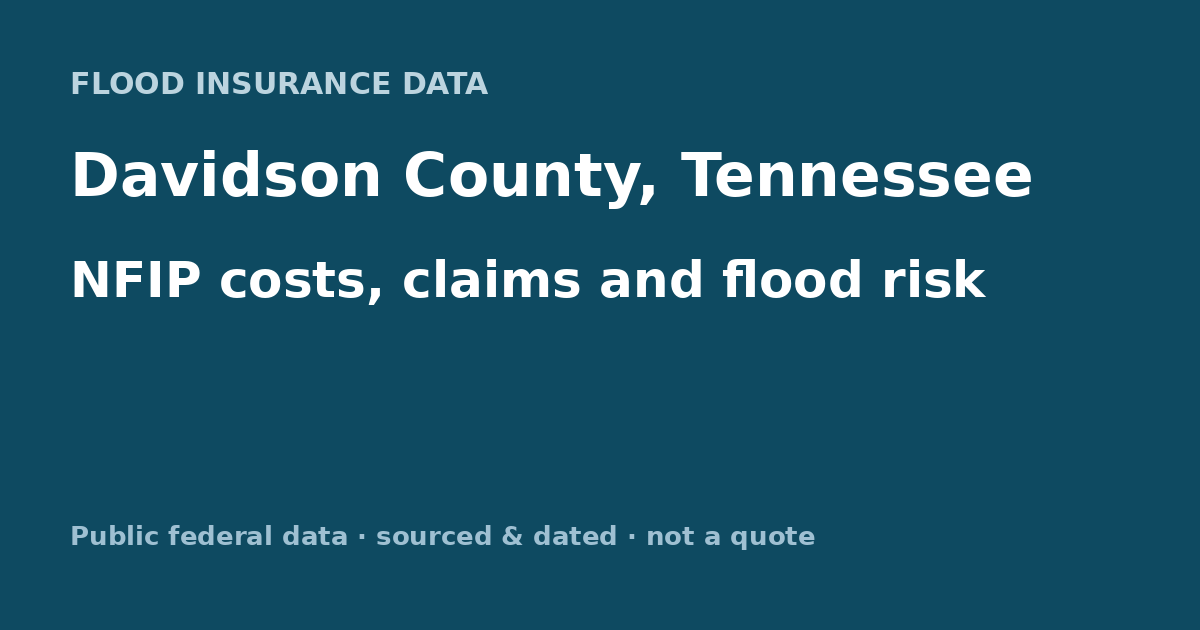 FLOOD INSURANCE DATA
Davidson County, Tennessee
NFIP costs, claims and flood risk
Public federal data · sourced & dated · not a quote